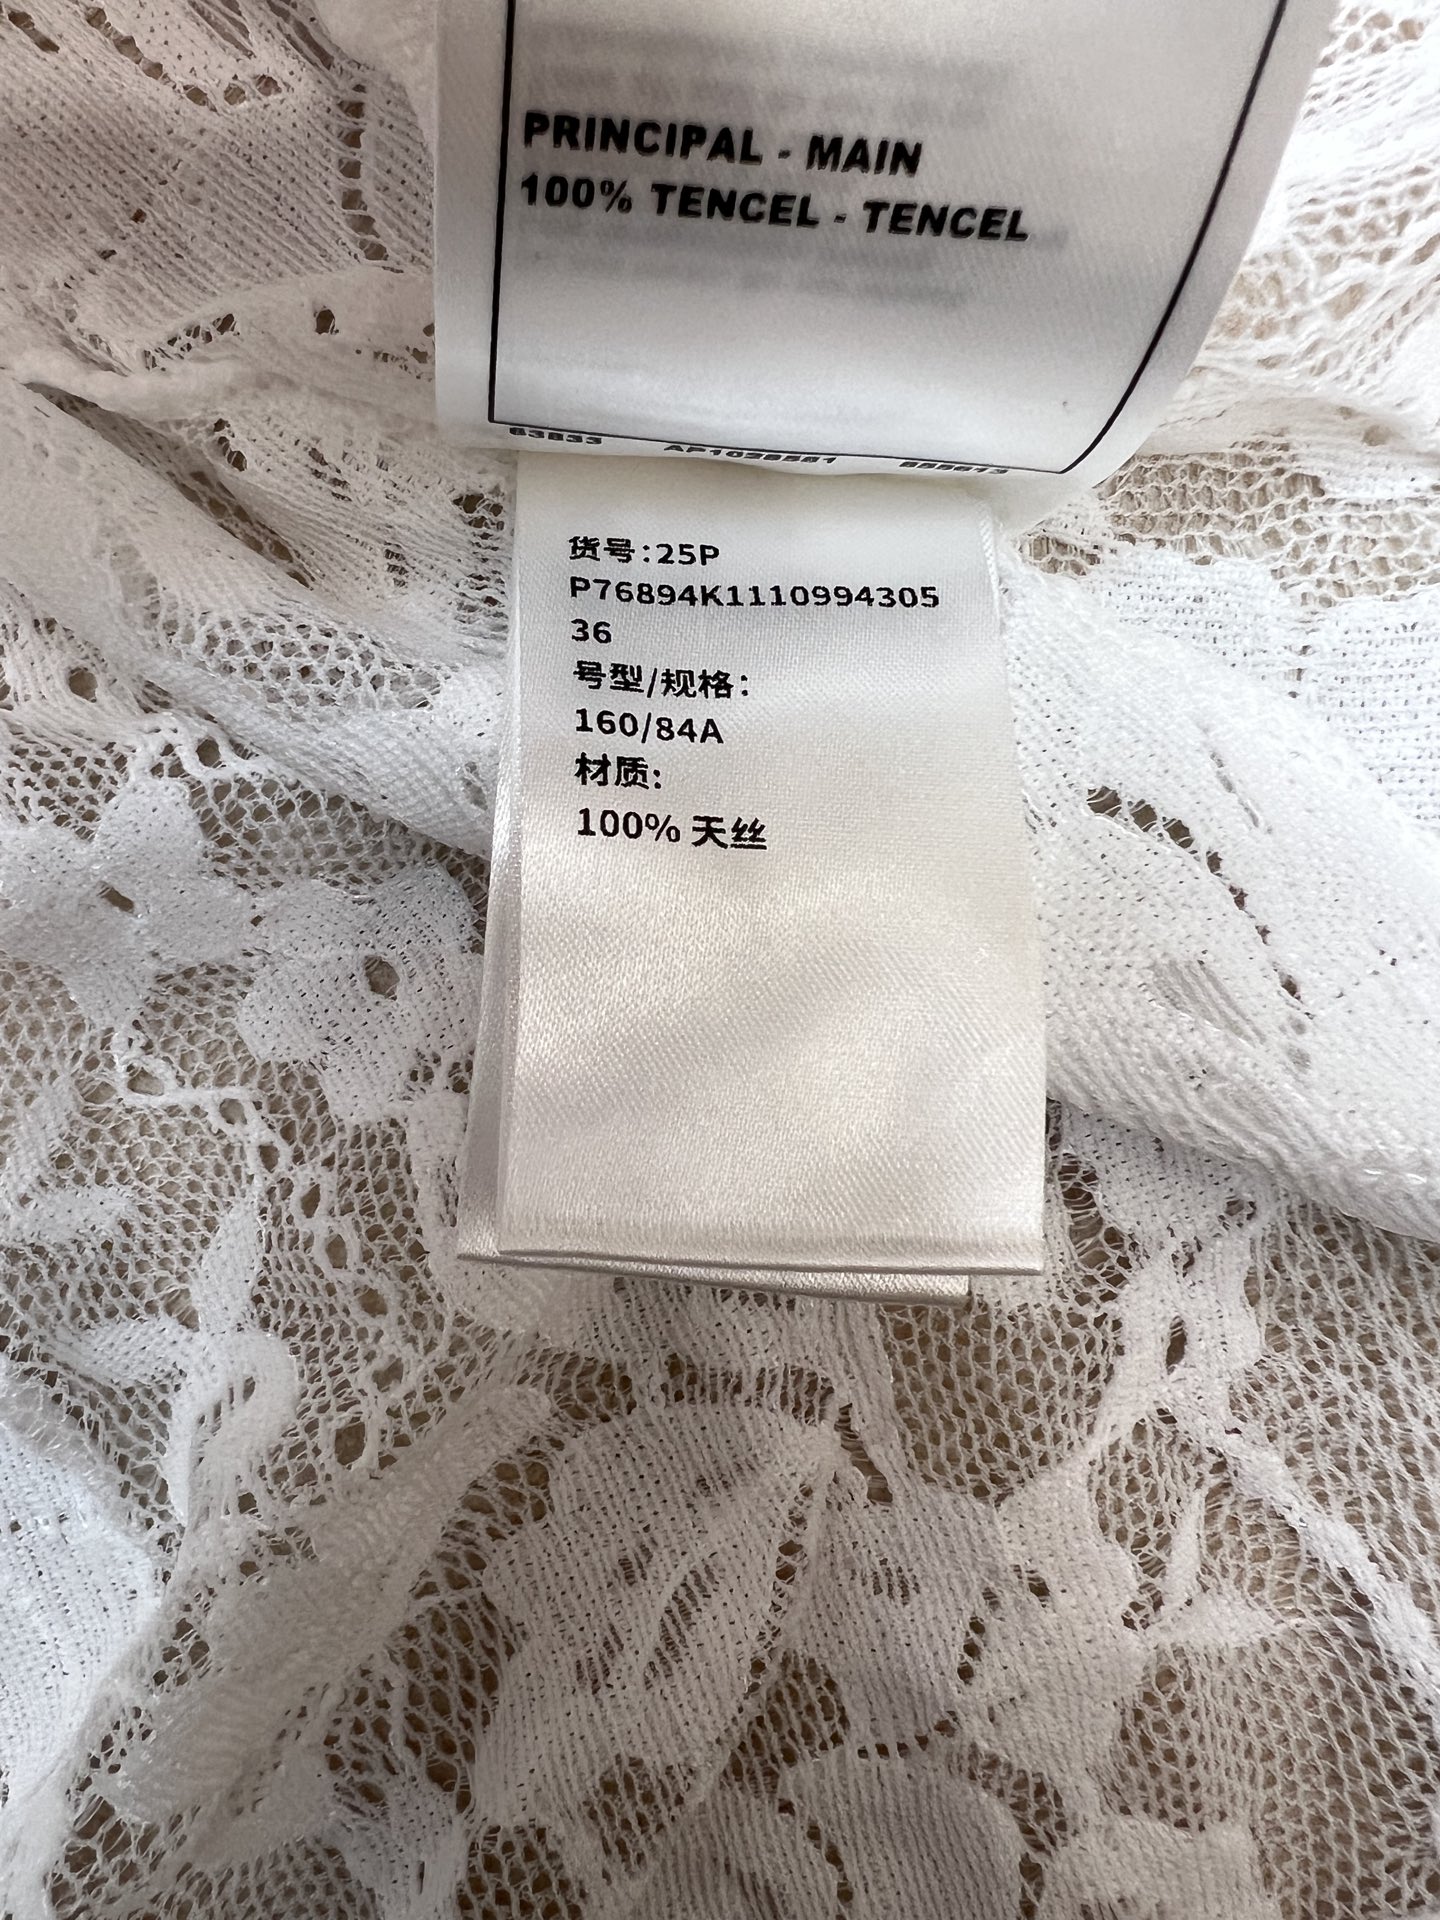 PRINCIPAL - MAIN
100% TENCEL - TENCEL
货号:25P
P76894K1110994305
36
号型/规格:
160/84A
材质:
100% 天丝